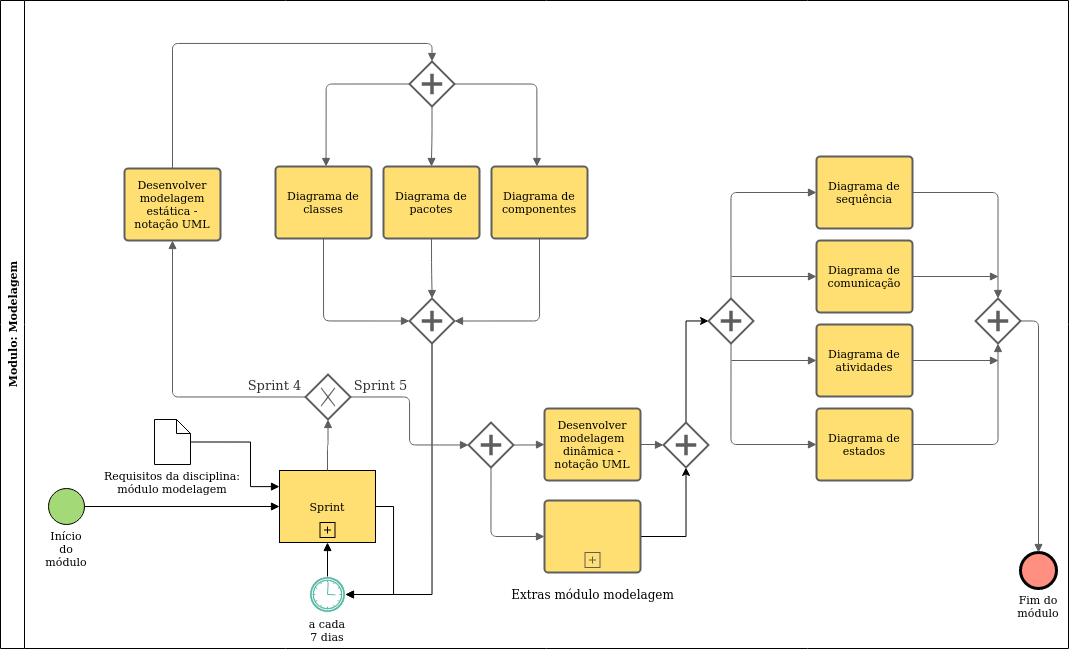 Modulo: Modelagem
Desenvolver
modelagem
estática -
notação UML
Diagrama de
classes
Diagrama de
pacotes
Diagrama de
componentes
Diagrama de
sequência
Diagrama de
comunicação
Diagrama de
atividades
Diagrama de
estados
Sprint 4
Sprint 5
Desenvolver
modelagem
dinâmica -
notação UML
Requisitos da disciplina:
módulo modelagem
Sprint
Início
do
módulo
a cada
7 dias
Extras módulo modelagem
Fim do
módulo